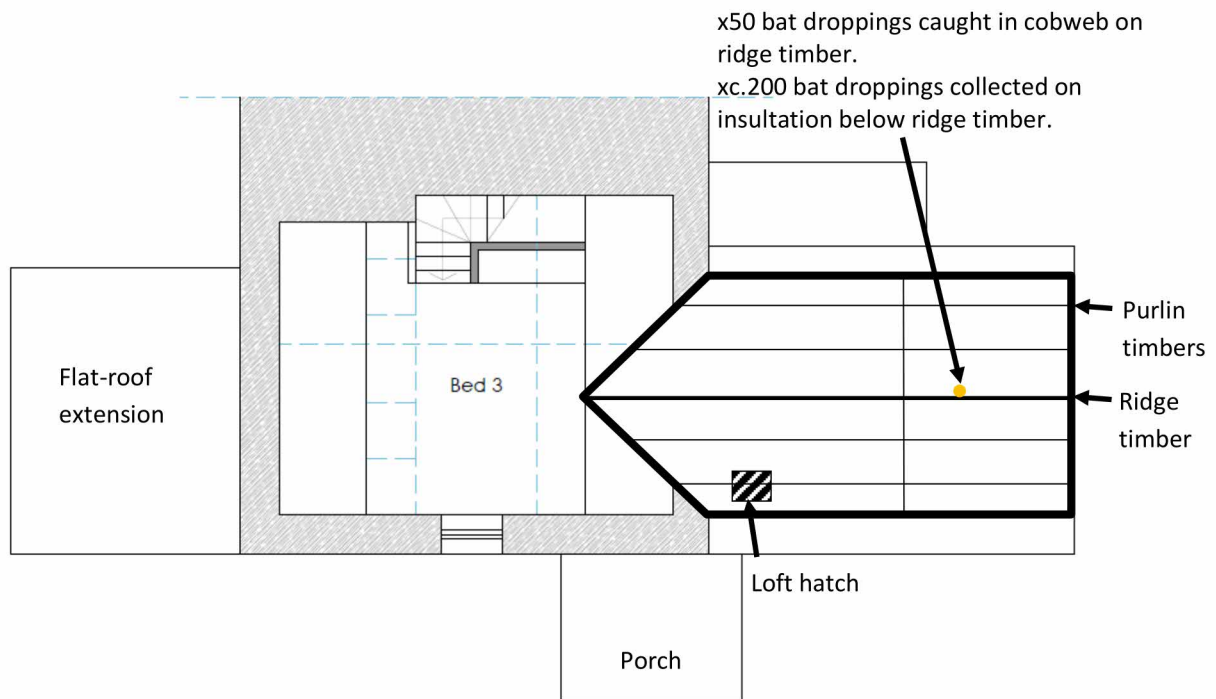 x50 bat droppings caught in cobweb on
ridge timber.
xc.200 bat droppings collected on
insultation below ridge timber.
Purlin
timbers
Flat-roof
extension
Bed 3
Ridge
timber
Loft hatch
Porch